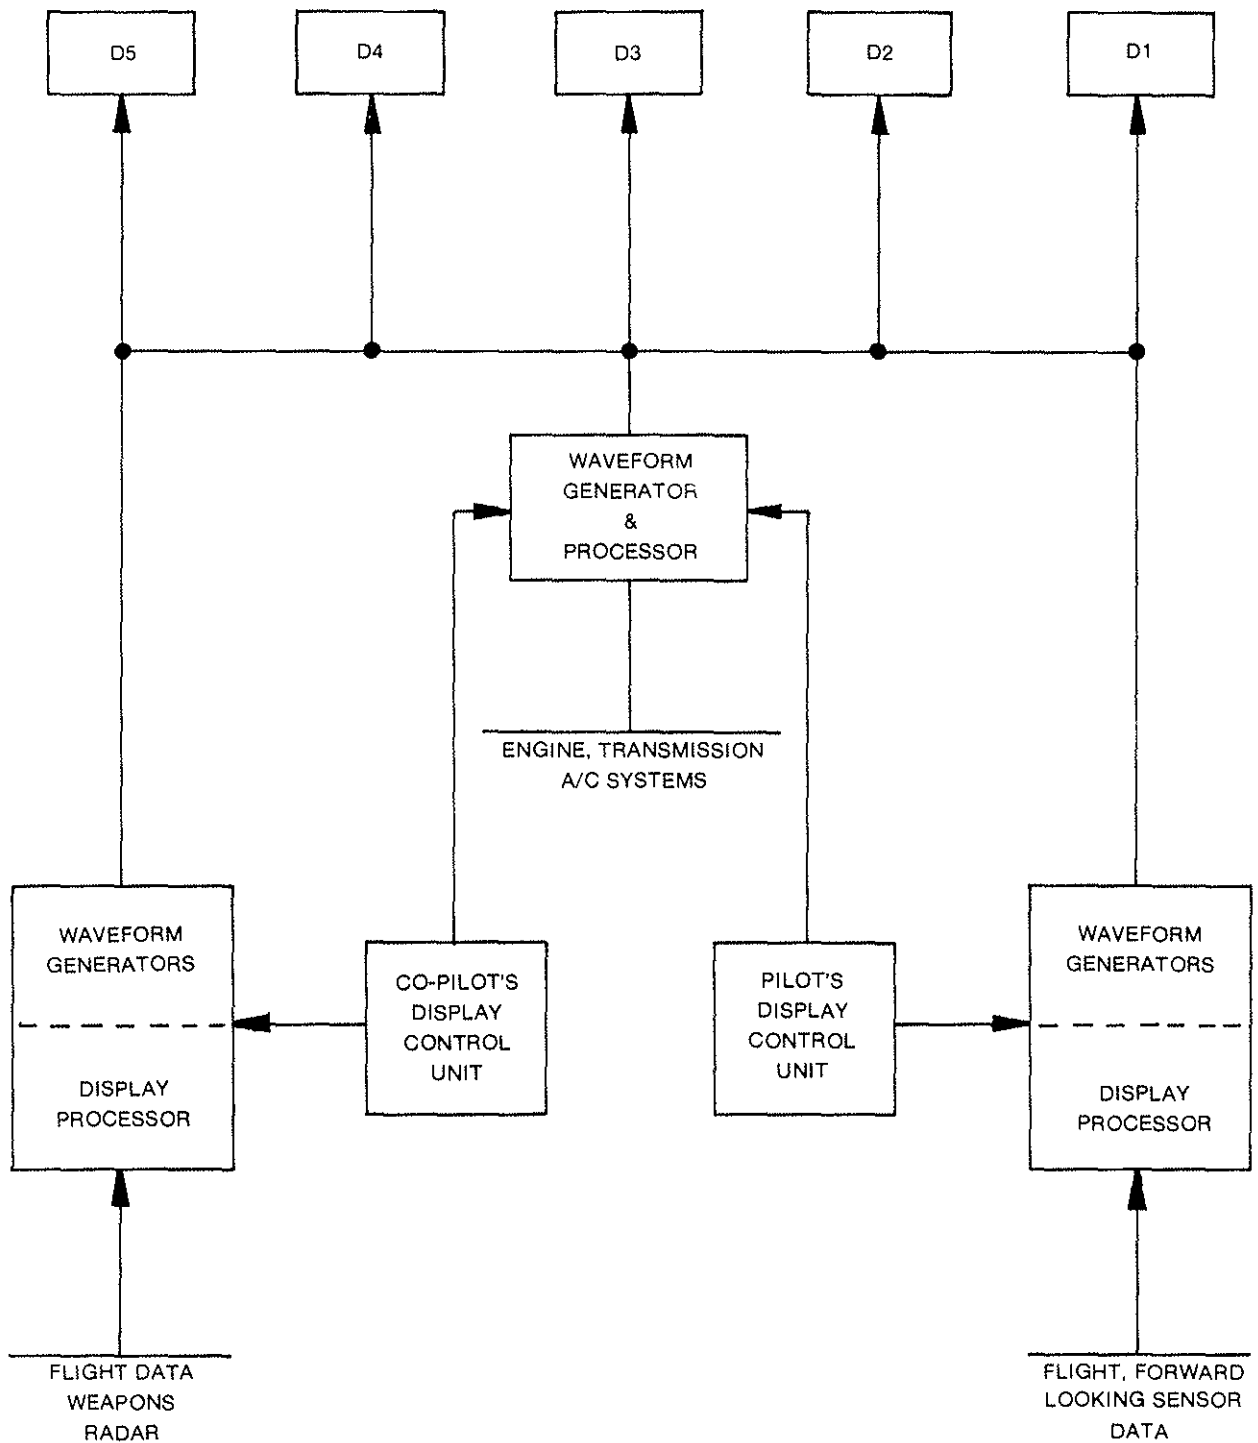 D5
D4
D3
D2
D1
WAVEFORM
GENERATOR
&
PROCESSOR
ENGINE, TRANSMISSION
A/C SYSTEMS
WAVEFORM
GENERATORS
DISPLAY
PROCESSOR
CO-PILOT'S
DISPLAY
CONTROL
UNIT
PILOT'S
DISPLAY
CONTROL
UNIT
WAVEFORM
GENERATORS
DISPLAY
PROCESSOR
FLIGHT DATA
WEAPONS
RADAR
FLIGHT, FORWARD
LOOKING SENSOR
DATA